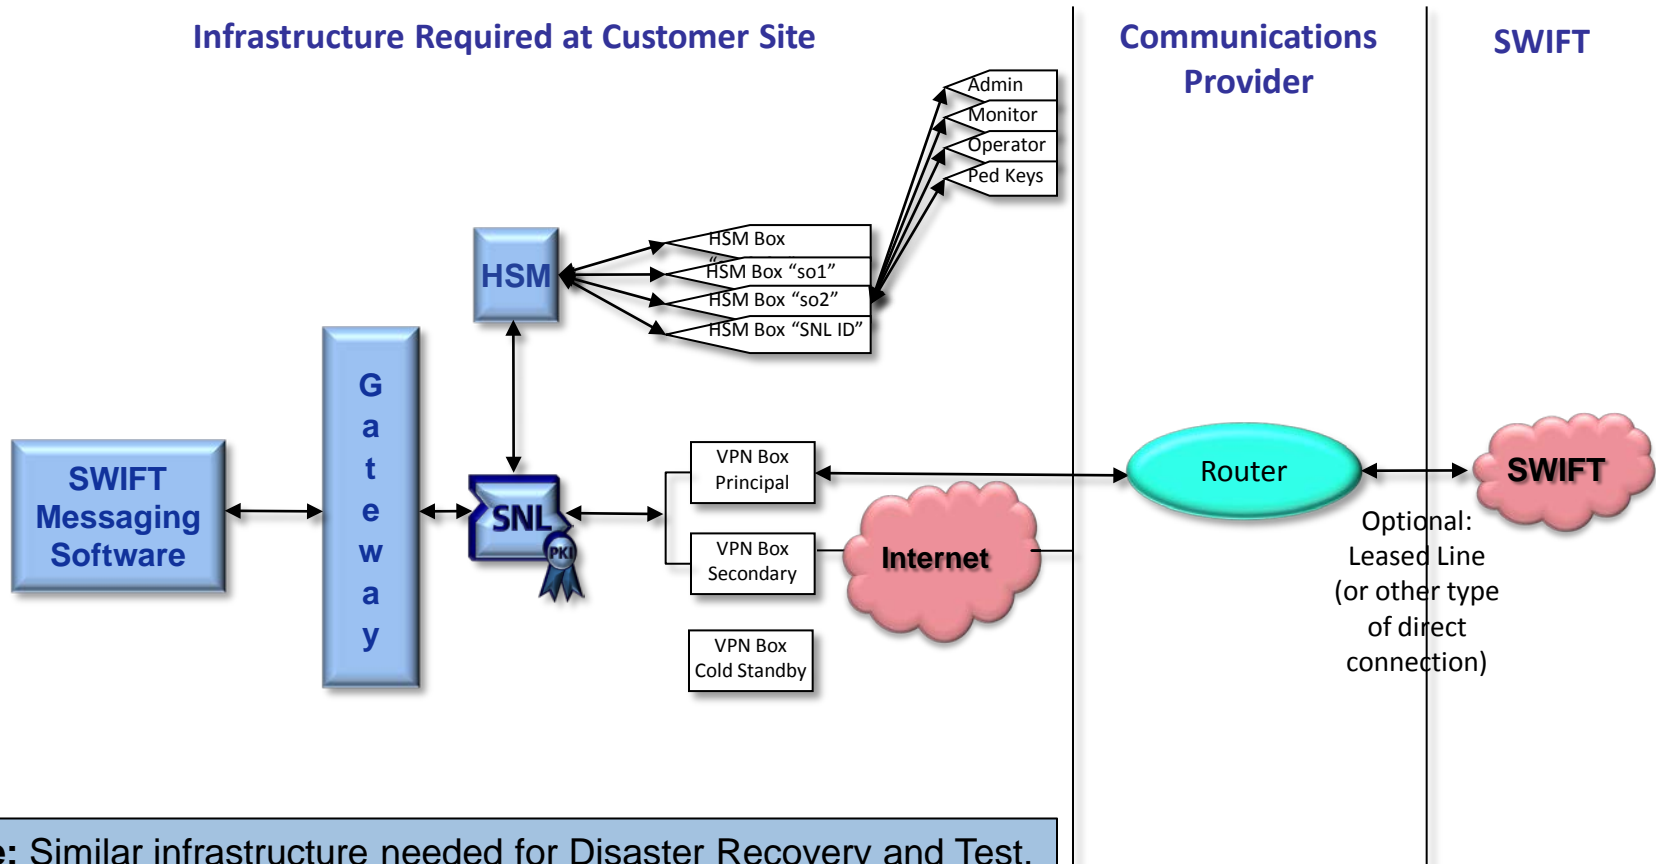 Infrastructure Required at Customer Site
Communications
Provider
SWIFT
Admin
Monitor
Operator
Ped Keys
HSM
HSM Box
HSM Box “so1”
HSM Box “so2”
HSM Box “SNL ID”
G
a
t
e
w
a
y
SWIFT
Messaging
Software
SNL
PKI
VPN Box
Principal
VPN Box
Secondary
VPN Box
Cold Standby
Internet
Router
SWIFT
Optional:
Leased Line
(or other type
of direct
connection)
Similar infrastructure needed for Disaster Recovery and Test.